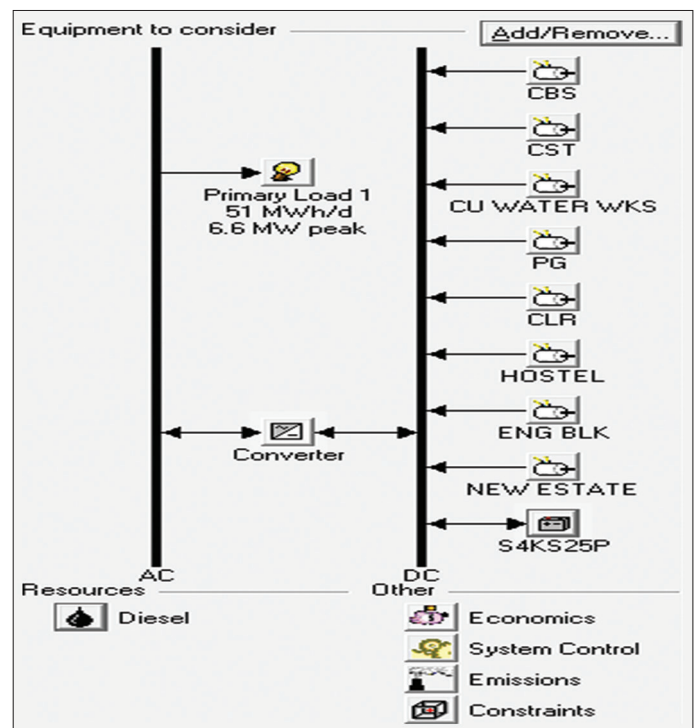 Equipment to consider
Add/Remove...
CBS
CST
Primary Load 1
51 MWh/d
6.6 MW peak
CU WATER WKS
PG
CLR
HOSTEL
ENG BLK
Converter
NEW ESTATE
S4KS25P
AC
DC
Resources
Other
Diesel
Economics
System Control
Emissions
Constraints